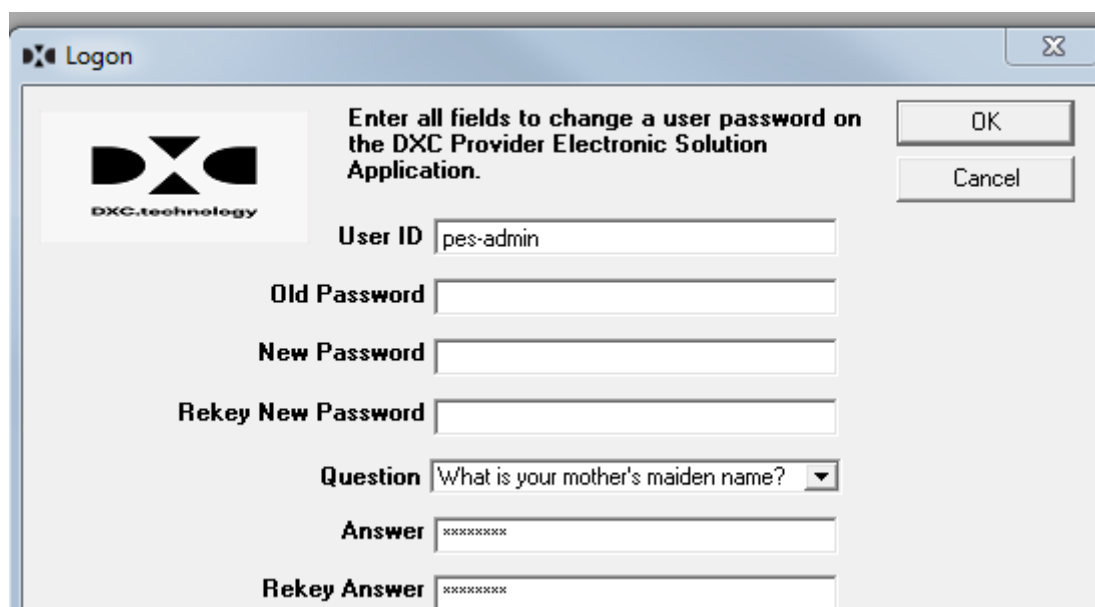 Logon
Enter all fields to change a user password on
the DXC Provider Electronic Solution
Application.
OK
Cancel
DXC.technology
User ID pes-admin
Old Password
New Password
Rekey New Password
Question What is your mother's maiden name?
Answer ××××××××
Rekey Answer ××××××××